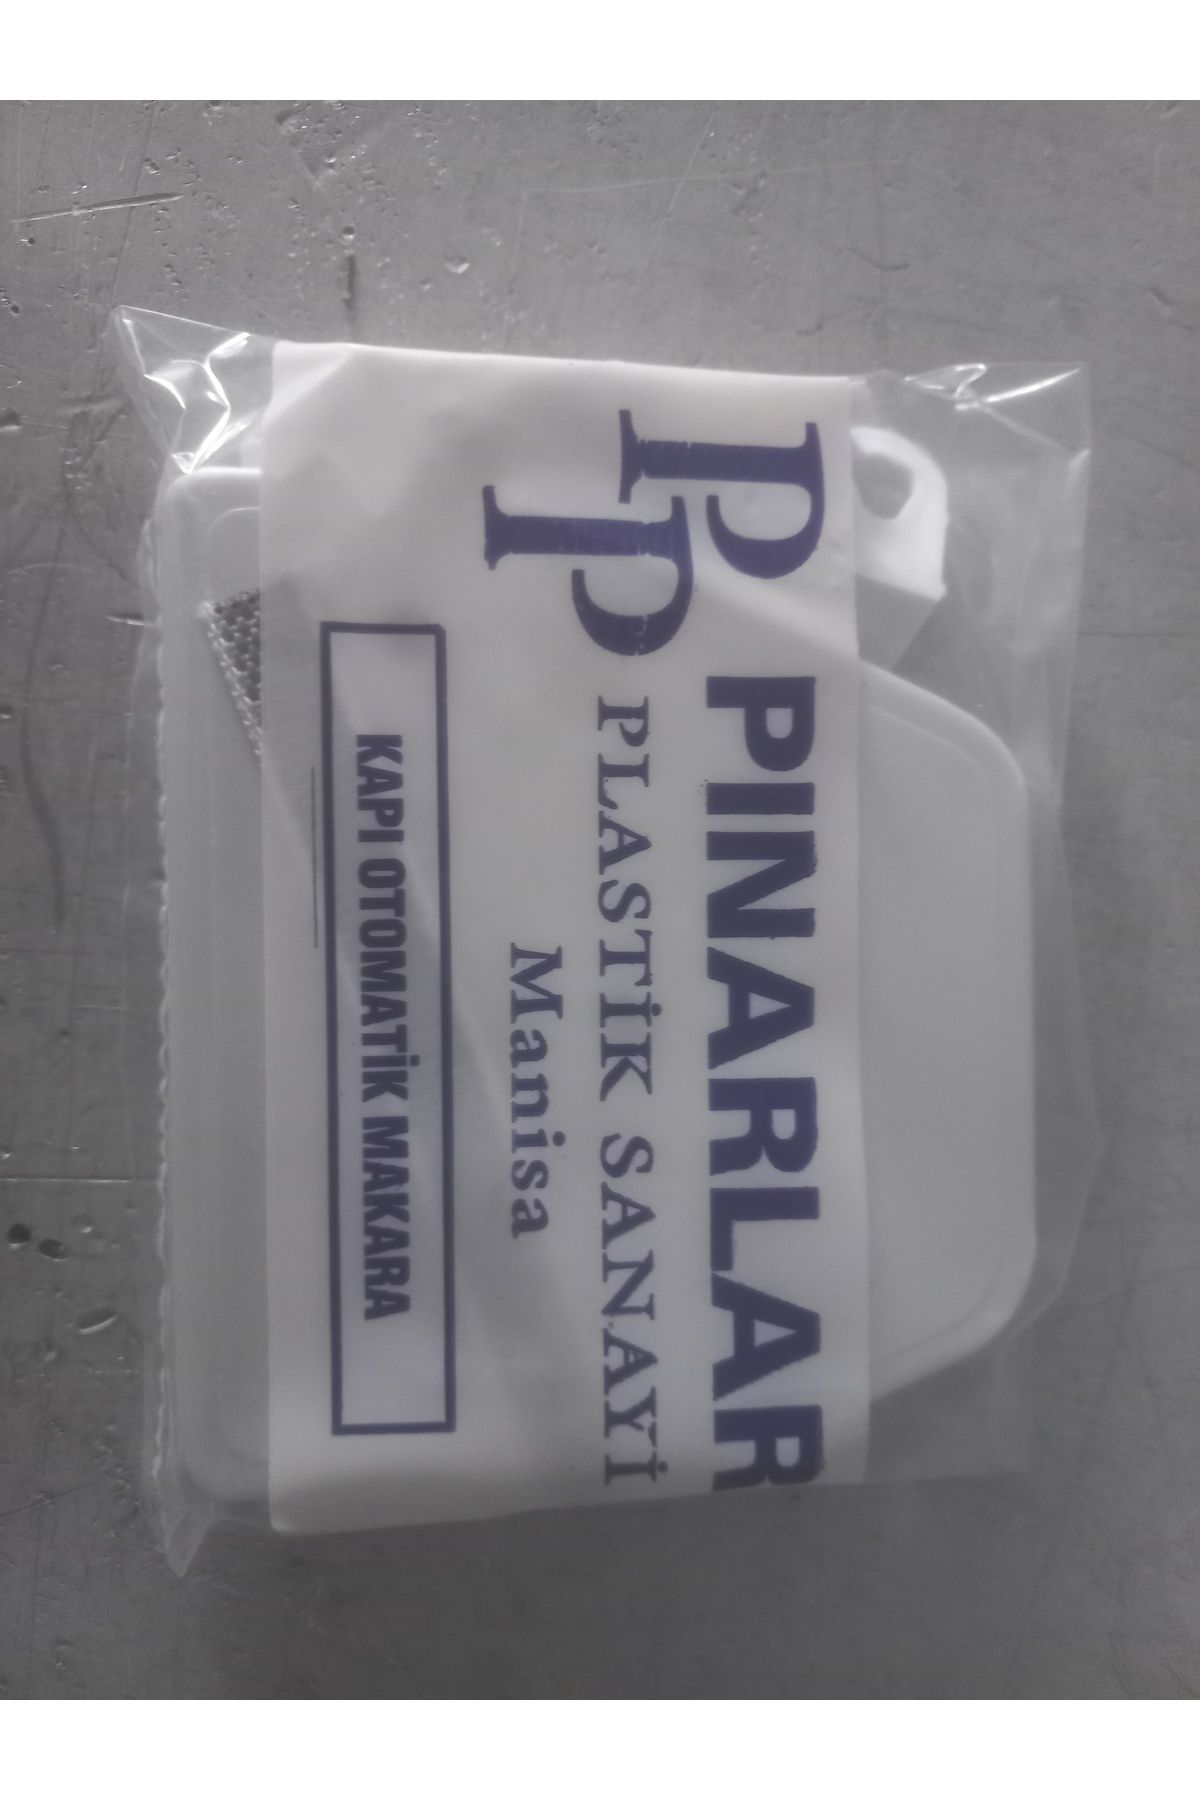 PP
PINARLAR
PLASTİK SANAYİ
Manisa
KAPI OTOMATİK MAKARA